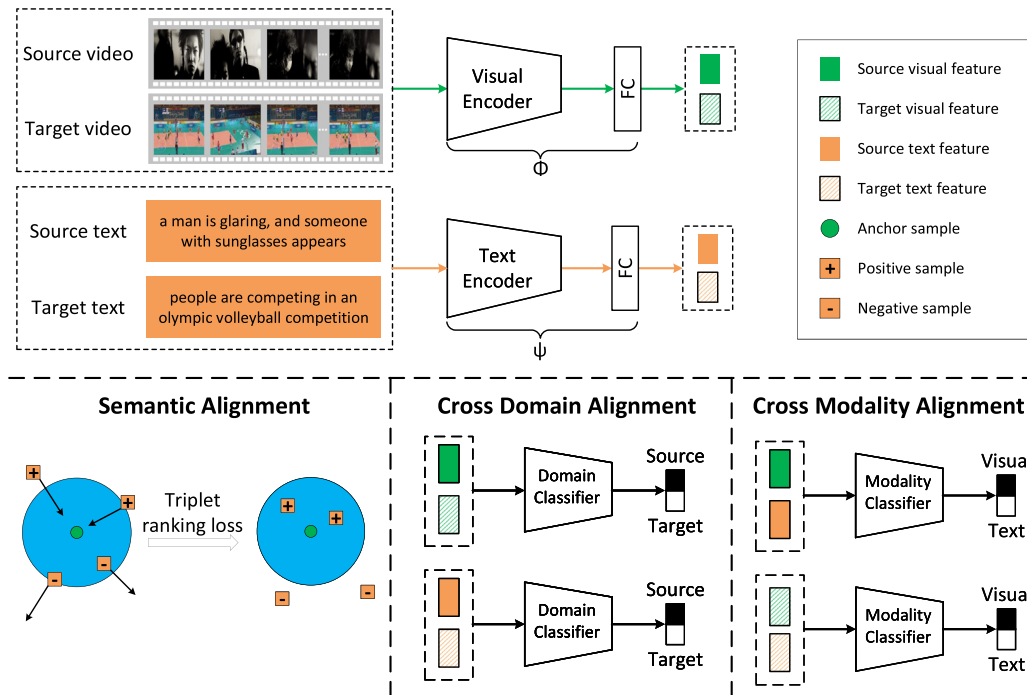 Source video
Target video
Visual
Encoder
FC
Φ
Source text
a man is glaring, and someone
with sunglasses appears
Target text
people are competing in an
olympic volleyball competition
Text
Encoder
FC
ψ
Source visual feature
Target visual feature
Source text feature
Target text feature
Anchor sample
+
Positive sample
-
Negative sample
Semantic Alignment
+
+
-
-
Triplet
ranking loss
+
+
-
-
Cross Domain Alignment
Domain
Classifier
Source
Target
Domain
Classifier
Source
Target
Cross Modality Alignment
Modality
Classifier
Visual
Text
Modality
Classifier
Visual
Text